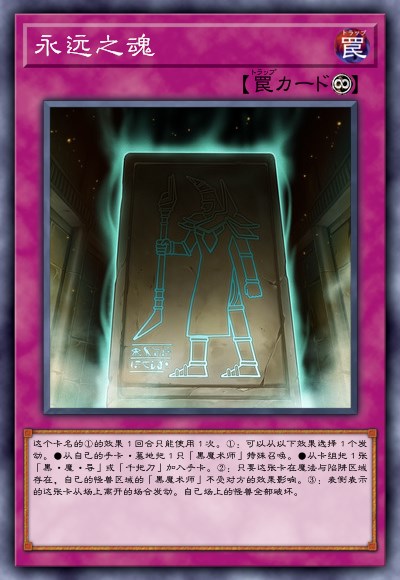 永远之魂
トラップ
罠
【罠カード】
トラップ
这个卡名的①的效果1回合只能使用1次。①：可以从以下效果选择1个发
动。●从自己的手卡·墓地把1只「黑魔术师」特殊召唤。●从卡组把1张
「黑·魔·导」或「千把刀」加入手卡。②：只要这张卡在魔法与陷阱区域
存在，自己的怪兽区域的「黑魔术师」不受对方的效果影响。③：表侧表示
的这张卡从场上离开的场合发动。自己场上的怪兽全部破坏。